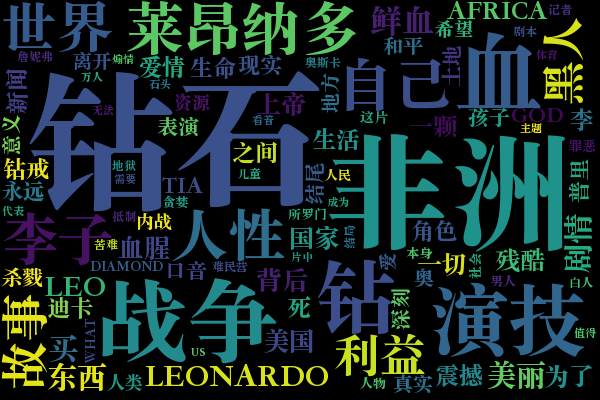 世界
莱昂纳多
鲜血
AFRICA
记者
希望
剧本
詹妮弗
煽情
离开
爱情
生命
现实
奥斯卡
和平
土地
体育
黑人
万人
新闻
资源
上帝
地方
自己
血
无法
石头
意义
表演
看着
这片
一颗
孩子
GOD
李
主题
罪恶
钻石
非洲
钻戒
地狱
需要
之间
儿童
生活
结尾
人民
普里
永远
TIA
贪婪
代表
抵制
内战
所罗门
成为
李子
人性
国家
结局
角色
剧情
苦难
血腥
片中
爱
本身
一切
社会
残酷
杀戮
DIAMOND
口音
难民营
背后
奥
男人
白人
LEO
故事
迪卡
WHAT
战争
死
钻
深刻
演技
买
US
美国
利益
值得
东西
人类
LEONARDO
人物
真实
震撼
美丽
为了